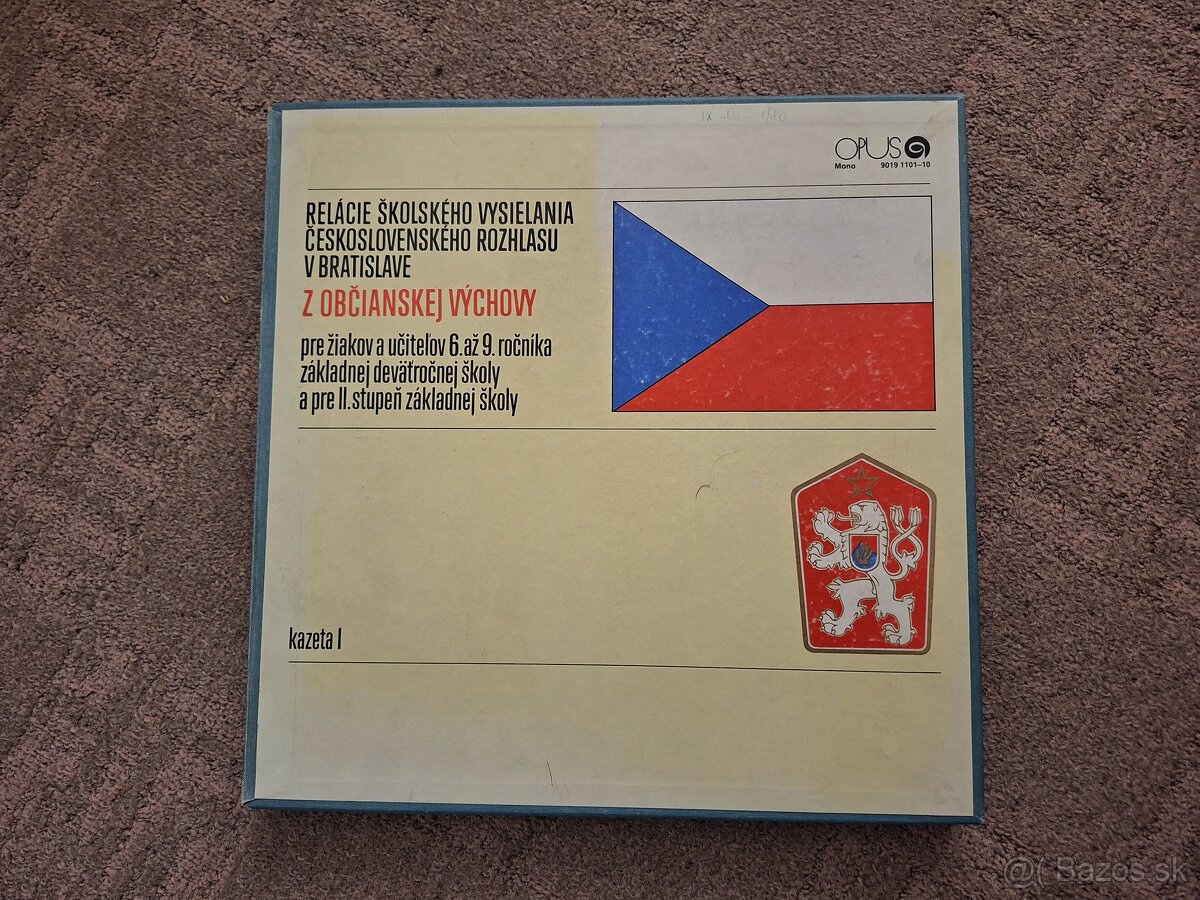 OPUS
Mono 9019 1101-10
RELÁCIE ŠKOLSKÉHO VYSIELANIA
ČESKOSLOVENSKÉHO ROZHLASU
V BRATISLAVE
Z OBČIANSKEJ VÝCHOVY
pre žiakov a učiteľov 6. až 9. ročníka
základnej deväťročnej školy
a pre II. stupeň základnej školy
kazeta I
@( Bazos.sk